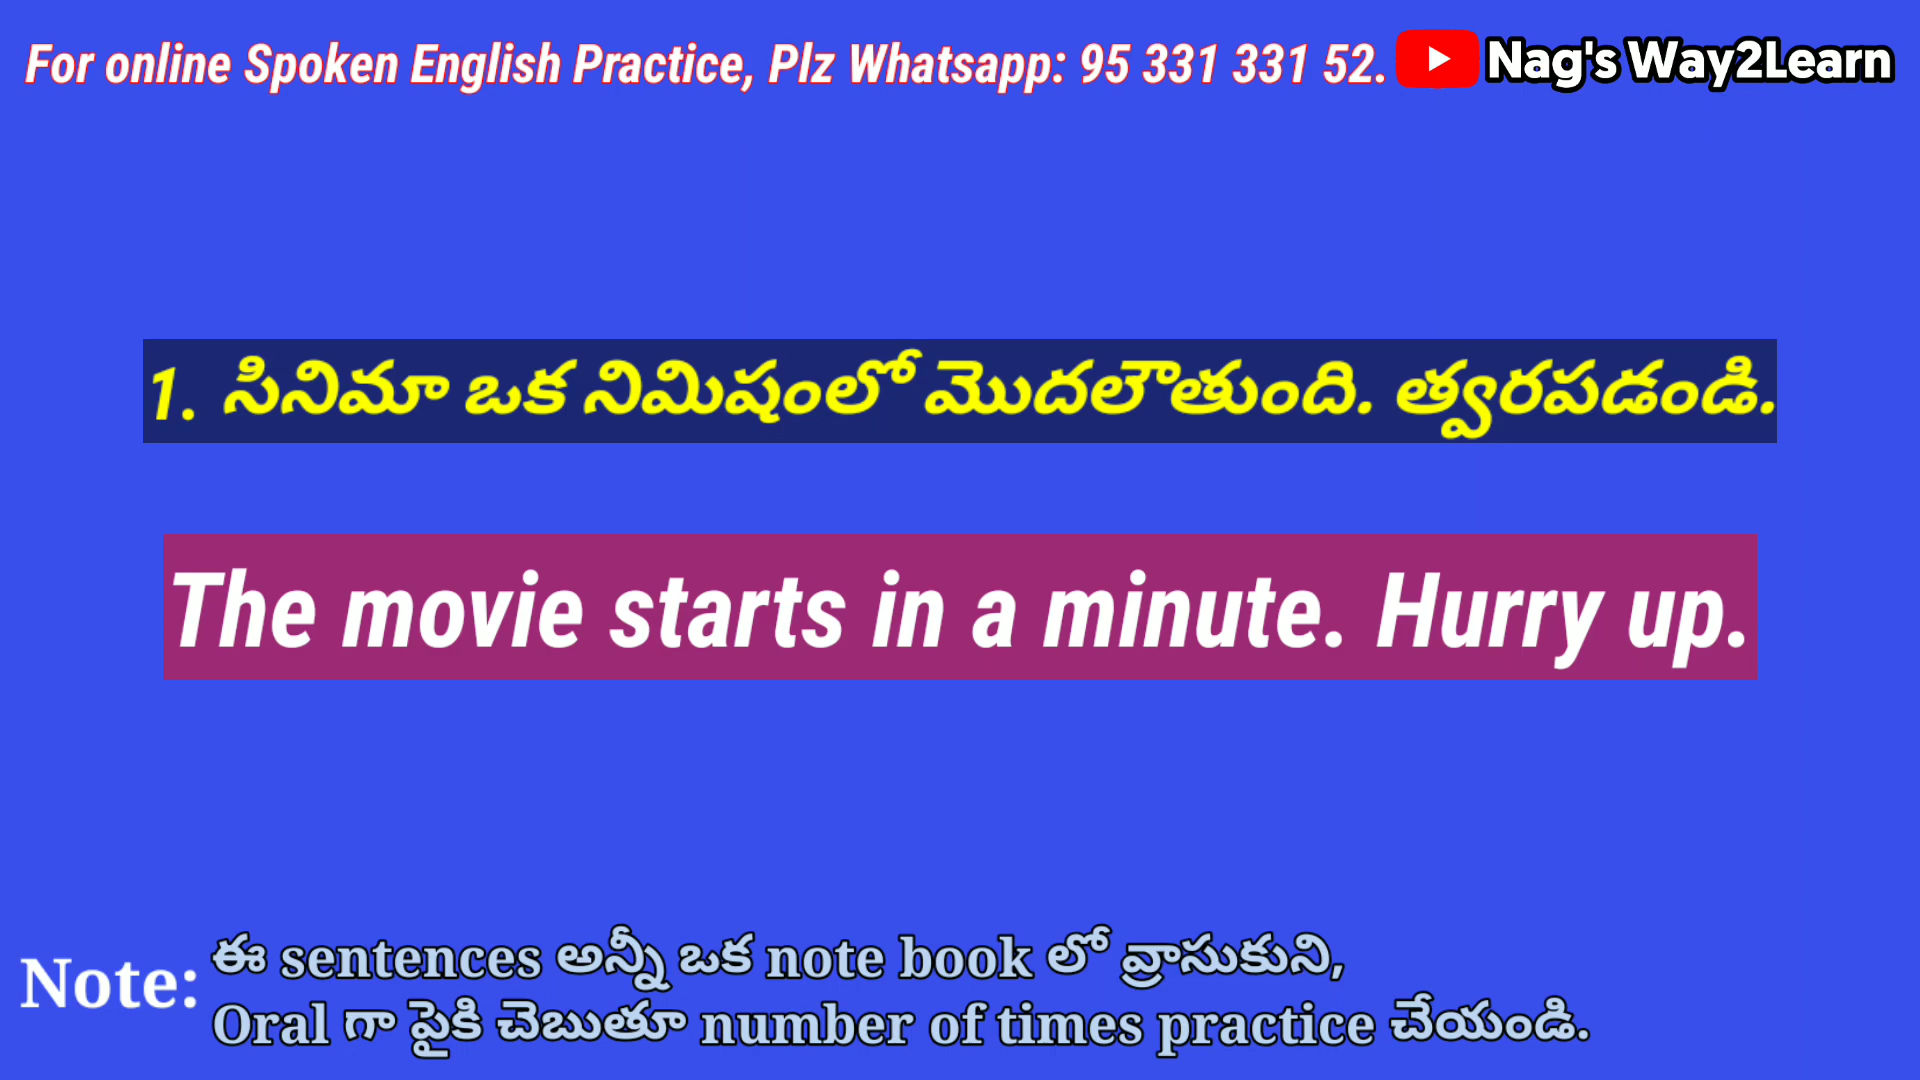 For online Spoken English Practice, Plz Whatsapp: 95 331 331 52. Nag's Way2Learn
1. సినిమా ఒక నిమిషంలో మొదలౌతుంది. త్వరపడండి.
The movie starts in a minute. Hurry up.
Note: ఈ sentences అన్నీ ఒక note book లో వ్రాసుకుని,
Oral గా పైకి చెబుతూ number of times practice చేయండి.